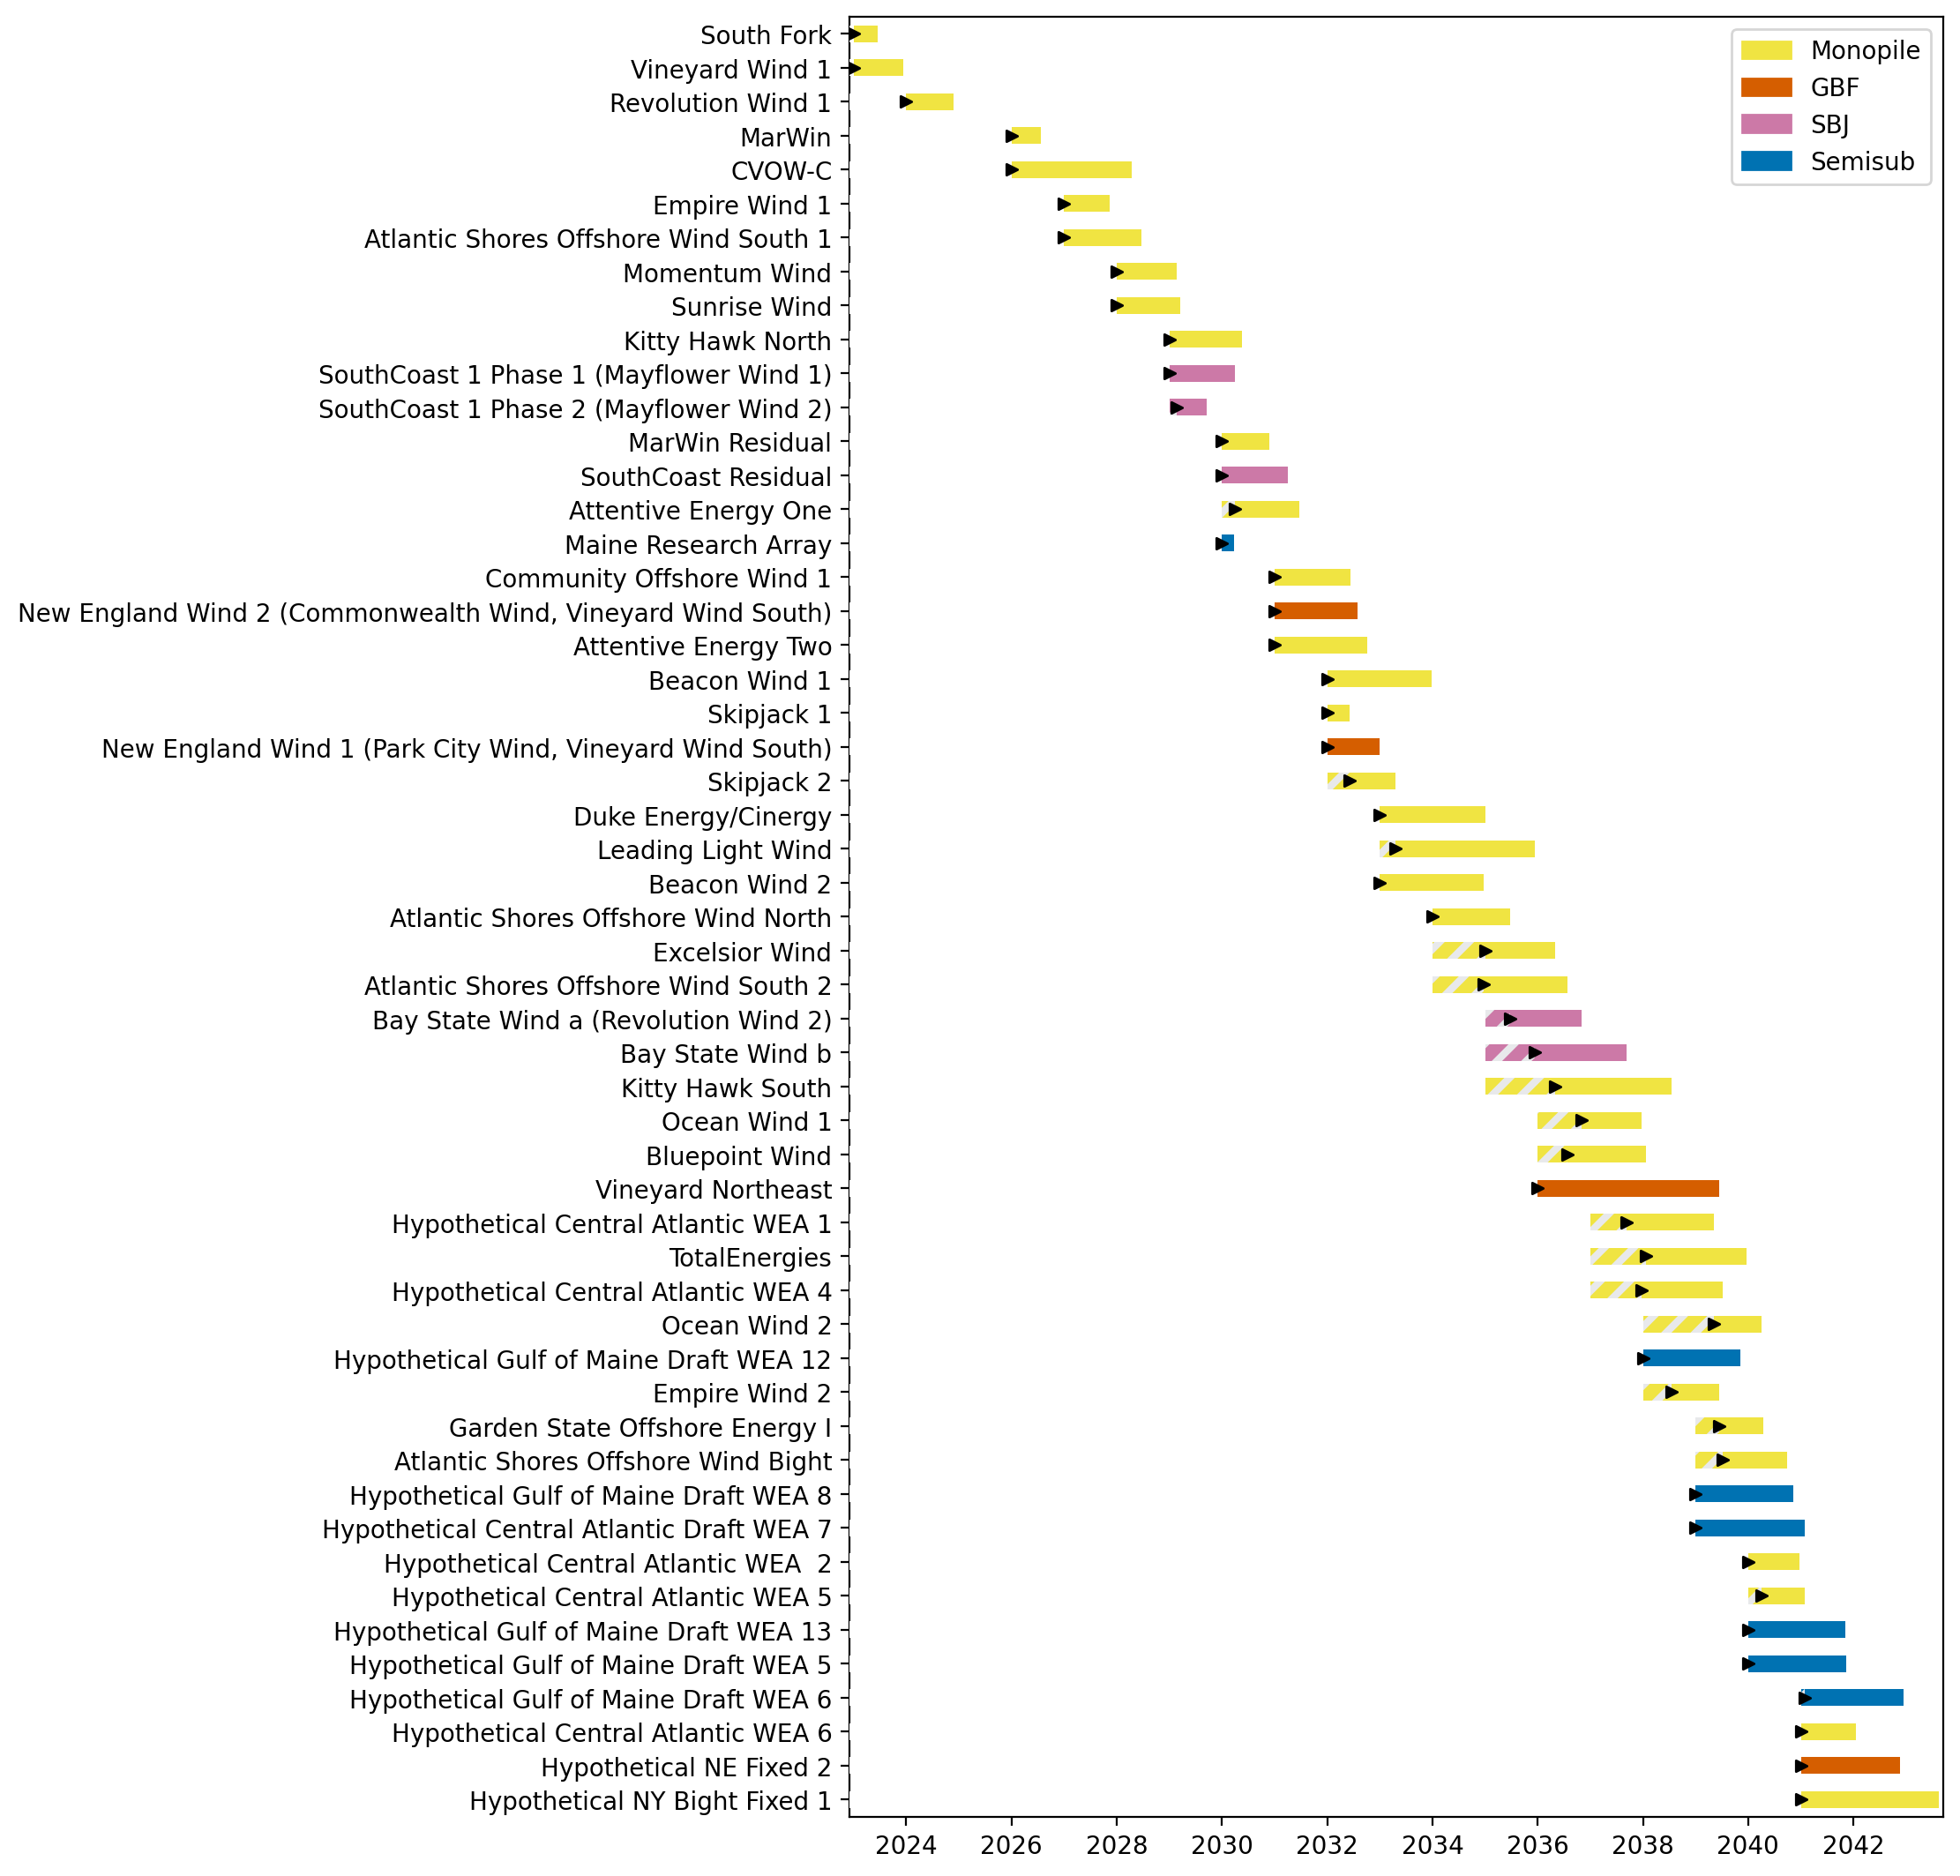 South Fork
Vineyard Wind 1
Revolution Wind 1
MarWin
CVOW-C
Empire Wind 1
Atlantic Shores Offshore Wind South 1
Momentum Wind
Sunrise Wind
Kitty Hawk North
SouthCoast 1 Phase 1 (Mayflower Wind 1)
SouthCoast 1 Phase 2 (Mayflower Wind 2)
MarWin Residual
SouthCoast Residual
Attentive Energy One
Maine Research Array
Community Offshore Wind 1
New England Wind 2 (Commonwealth Wind, Vineyard Wind South)
Attentive Energy Two
Beacon Wind 1
Skipjack 1
New England Wind 1 (Park City Wind, Vineyard Wind South)
Skipjack 2
Duke Energy/Cinergy
Leading Light Wind
Beacon Wind 2
Atlantic Shores Offshore Wind North
Excelsior Wind
Atlantic Shores Offshore Wind South 2
Bay State Wind a (Revolution Wind 2)
Bay State Wind b
Kitty Hawk South
Ocean Wind 1
Bluepoint Wind
Vineyard Northeast
Hypothetical Central Atlantic WEA 1
TotalEnergies
Hypothetical Central Atlantic WEA 4
Ocean Wind 2
Hypothetical Gulf of Maine Draft WEA 12
Empire Wind 2
Garden State Offshore Energy I
Atlantic Shores Offshore Wind Bight
Hypothetical Gulf of Maine Draft WEA 8
Hypothetical Central Atlantic Draft WEA 7
Hypothetical Central Atlantic WEA  2
Hypothetical Central Atlantic WEA 5
Hypothetical Gulf of Maine Draft WEA 13
Hypothetical Gulf of Maine Draft WEA 5
Hypothetical Gulf of Maine Draft WEA 6
Hypothetical Central Atlantic WEA 6
Hypothetical NE Fixed 2
Hypothetical NY Bight Fixed 1
Monopile
GBF
SBJ
Semisub
2024 2026 2028 2030 2032 2034 2036 2038 2040 2042